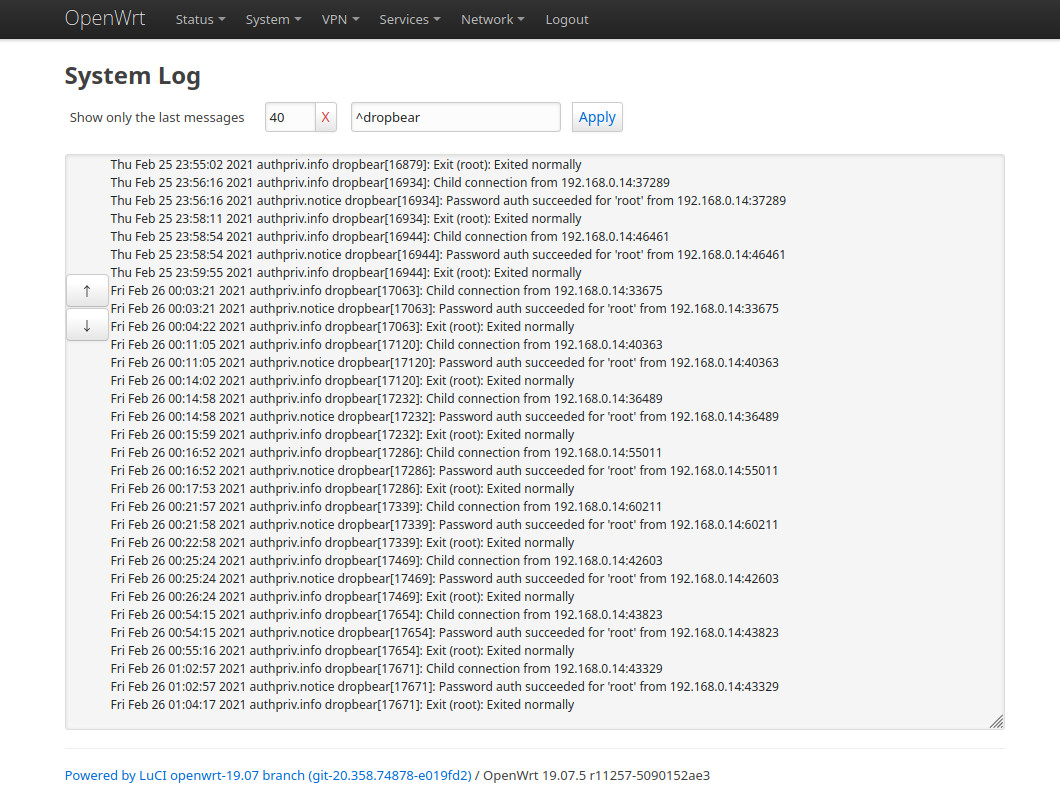 OpenWrt Status System VPN Services Network Logout
System Log
Show only the last messages 40 X ^dropbear Apply
Thu Feb 25 23:55:02 2021 authpriv.info dropbear[16879]: Exit (root): Exited normally
Thu Feb 25 23:56:16 2021 authpriv.info dropbear[16934]: Child connection from 192.168.0.14:37289
Thu Feb 25 23:56:16 2021 authpriv.notice dropbear[16934]: Password auth succeeded for 'root' from 192.168.0.14:37289
Thu Feb 25 23:58:11 2021 authpriv.info dropbear[16934]: Exit (root): Exited normally
Thu Feb 25 23:58:54 2021 authpriv.info dropbear[16944]: Child connection from 192.168.0.14:46461
Thu Feb 25 23:58:54 2021 authpriv.notice dropbear[16944]: Password auth succeeded for 'root' from 192.168.0.14:46461
Thu Feb 25 23:59:55 2021 authpriv.info dropbear[16944]: Exit (root): Exited normally
↑ Fri Feb 26 00:03:21 2021 authpriv.info dropbear[17063]: Child connection from 192.168.0.14:33675
Fri Feb 26 00:03:21 2021 authpriv.notice dropbear[17063]: Password auth succeeded for 'root' from 192.168.0.14:33675
↓ Fri Feb 26 00:04:22 2021 authpriv.info dropbear[17063]: Exit (root): Exited normally
Fri Feb 26 00:11:05 2021 authpriv.info dropbear[17120]: Child connection from 192.168.0.14:40363
Fri Feb 26 00:11:05 2021 authpriv.notice dropbear[17120]: Password auth succeeded for 'root' from 192.168.0.14:40363
Fri Feb 26 00:14:02 2021 authpriv.info dropbear[17120]: Exit (root): Exited normally
Fri Feb 26 00:14:58 2021 authpriv.info dropbear[17232]: Child connection from 192.168.0.14:36489
Fri Feb 26 00:14:58 2021 authpriv.notice dropbear[17232]: Password auth succeeded for 'root' from 192.168.0.14:36489
Fri Feb 26 00:15:59 2021 authpriv.info dropbear[17232]: Exit (root): Exited normally
Fri Feb 26 00:16:52 2021 authpriv.info dropbear[17286]: Child connection from 192.168.0.14:55011
Fri Feb 26 00:16:52 2021 authpriv.notice dropbear[17286]: Password auth succeeded for 'root' from 192.168.0.14:55011
Fri Feb 26 00:17:53 2021 authpriv.info dropbear[17286]: Exit (root): Exited normally
Fri Feb 26 00:21:57 2021 authpriv.info dropbear[17339]: Child connection from 192.168.0.14:60211
Fri Feb 26 00:21:58 2021 authpriv.notice dropbear[17339]: Password auth succeeded for 'root' from 192.168.0.14:60211
Fri Feb 26 00:22:58 2021 authpriv.info dropbear[17339]: Exit (root): Exited normally
Fri Feb 26 00:25:24 2021 authpriv.info dropbear[17469]: Child connection from 192.168.0.14:42603
Fri Feb 26 00:25:24 2021 authpriv.notice dropbear[17469]: Password auth succeeded for 'root' from 192.168.0.14:42603
Fri Feb 26 00:26:24 2021 authpriv.info dropbear[17469]: Exit (root): Exited normally
Fri Feb 26 00:54:15 2021 authpriv.info dropbear[17654]: Child connection from 192.168.0.14:43823
Fri Feb 26 00:54:15 2021 authpriv.notice dropbear[17654]: Password auth succeeded for 'root' from 192.168.0.14:43823
Fri Feb 26 00:55:16 2021 authpriv.info dropbear[17654]: Exit (root): Exited normally
Fri Feb 26 01:02:57 2021 authpriv.info dropbear[17671]: Child connection from 192.168.0.14:43329
Fri Feb 26 01:02:57 2021 authpriv.notice dropbear[17671]: Password auth succeeded for 'root' from 192.168.0.14:43329
Fri Feb 26 01:04:17 2021 authpriv.info dropbear[17671]: Exit (root): Exited normally
Powered by LuCI openwrt-19.07 branch (git-20.358.74878-e019fd2) / OpenWrt 19.07.5 r11257-5090152ae3